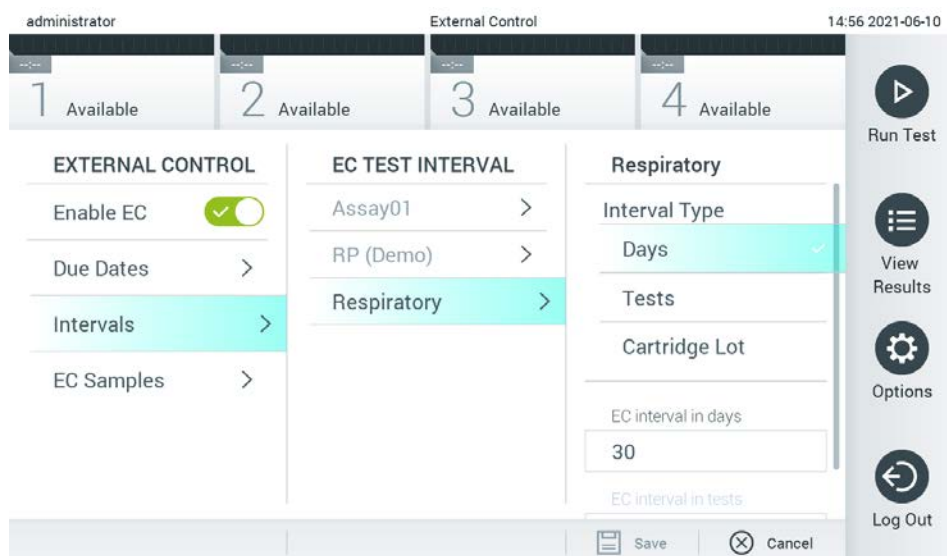 administrator External Control 14:56 2021-06-10
--:-- --:-- --:-- --:--
1 Available 2 Available 3 Available 4 Available
Run Test
EXTERNAL CONTROL
Enable EC
Due Dates
Intervals
EC Samples
EC TEST INTERVAL
Assay01
RP (Demo)
Respiratory
Respiratory
Interval Type
Days
Tests
Cartridge Lot
EC interval in days
30
EC interval in tests
View
Results
Options
Log Out
Save Cancel